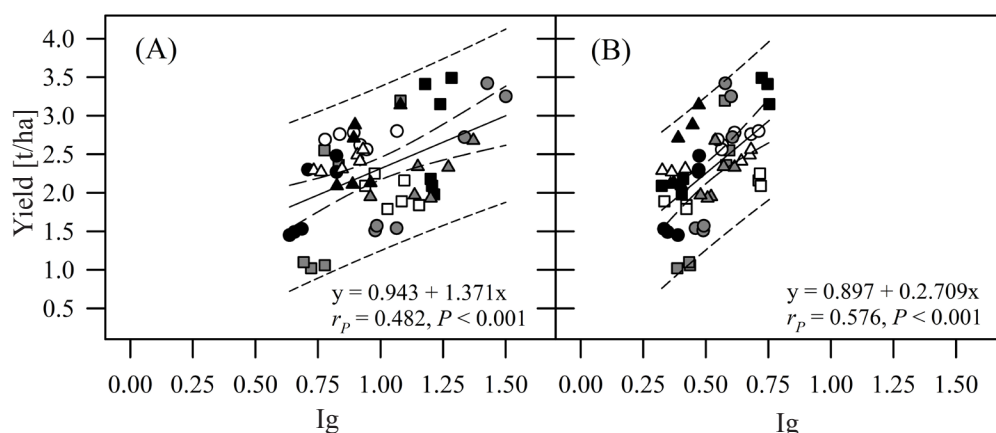 (A)
(B)
Yield [t/ha]
4.0
3.5
3.0
2.5
2.0
1.5
1.0
0.5
y = 0.943 + 1.371x
r_P = 0.482, P < 0.001
y = 0.897 + 0.2.709x
r_P = 0.576, P < 0.001
0.00 0.25 0.50 0.75 1.00 1.25 1.50
0.00 0.25 0.50 0.75 1.00 1.25 1.50
Ig
Ig